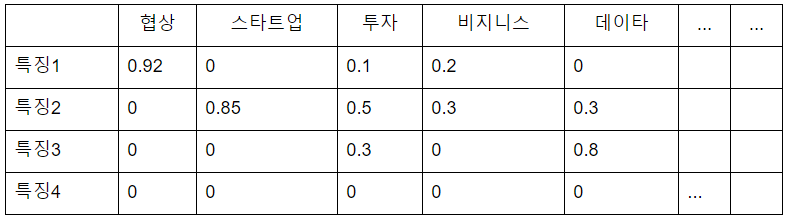 협상 스타트업 투자 비지니스 데이타 ... ...
특징1 0.92 0 0.1 0.2 0
특징2 0 0.85 0.5 0.3 0.3
특징3 0 0 0.3 0 0.8
특징4 0 0 0 0 0 ...